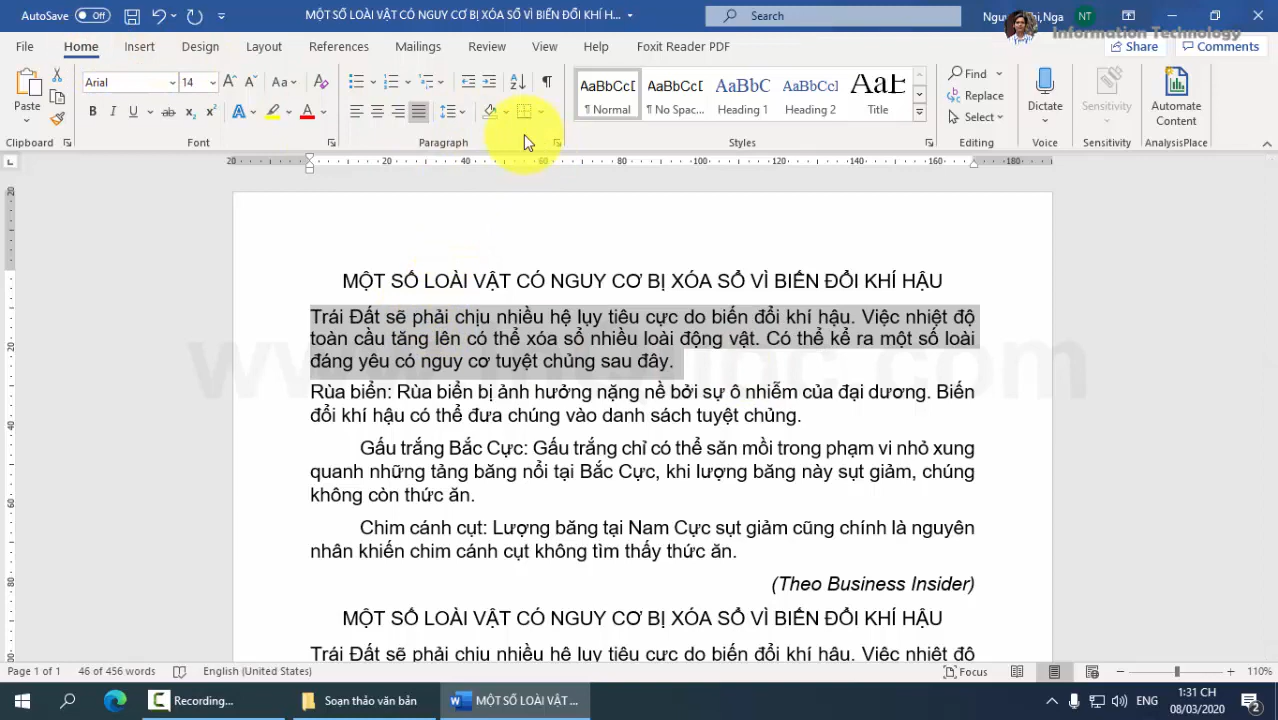 AutoSave Off
MỘT SỐ LOÀI VẬT CÓ NGUY CƠ BỊ XÓA SỔ VÌ BIẾN ĐỔI KHÍ H...
Search
NT
Information Technology
File Home Insert Design Layout References Mailings Review View Help Foxit Reader PDF Share Comments
Paste
Arial 14
AaBbCcD AaBbCcD AaBbC AaBbCcD AaB
¶ Normal ¶ No Spac... Heading 1 Heading 2 Title
Find
Replace
Select
Dictate
Sensitivity
Automate Content
Clipboard Font Paragraph Styles Editing Voice Sensitivity AnalysisPlace
20 20 40 60 80 100 120 140 160 180
MỘT SỐ LOÀI VẬT CÓ NGUY CƠ BỊ XÓA SỔ VÌ BIẾN ĐỔI KHÍ HẬU
Trái Đất sẽ phải chịu nhiều hệ lụy tiêu cực do biến đổi khí hậu. Việc nhiệt độ
toàn cầu tăng lên có thể xóa sổ nhiều loài động vật. Có thể kể ra một số loài
đáng yêu có nguy cơ tuyệt chủng sau đây.
Rùa biển: Rùa biển bị ảnh hưởng nặng nề bởi sự ô nhiễm của đại dương. Biến
đổi khí hậu có thể đưa chúng vào danh sách tuyệt chủng.
Gấu trắng Bắc Cực: Gấu trắng chỉ có thể săn mồi trong phạm vi nhỏ xung
quanh những tảng băng nổi tại Bắc Cực, khi lượng băng này sụt giảm, chúng
không còn thức ăn.
Chim cánh cụt: Lượng băng tại Nam Cực sụt giảm cũng chính là nguyên
nhân khiến chim cánh cụt không tìm thấy thức ăn.
(Theo Business Insider)
MỘT SỐ LOÀI VẬT CÓ NGUY CƠ BỊ XÓA SỔ VÌ BIẾN ĐỔI KHÍ HẬU
Trái Đất sẽ phải chịu nhiều hệ lụy tiêu cực do biến đổi khí hậu. Việc nhiệt độ
Page 1 of 1 46 of 456 words English (United States) Focus 110%
Recording... Soạn thảo văn bản MỘT SỐ LOÀI VẬT ... ENG 1:31 CH
08/03/2020